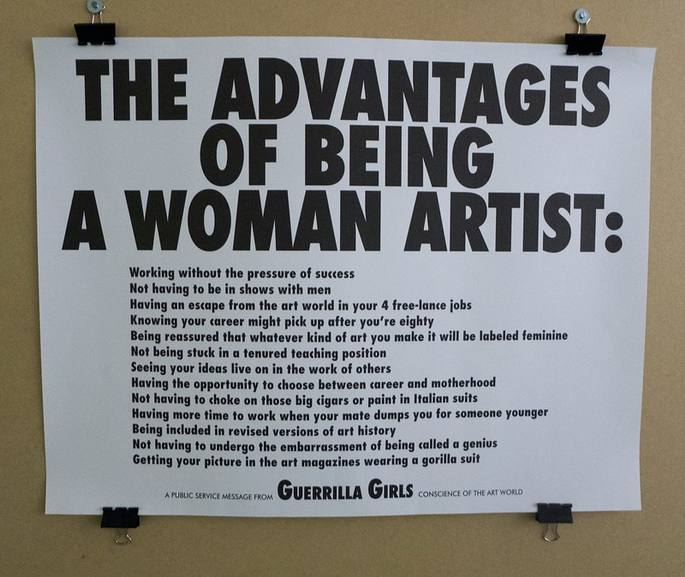 THE ADVANTAGES
OF BEING
A WOMAN ARTIST:
Working without the pressure of success
Not having to be in shows with men
Having an escape from the art world in your 4 free-lance jobs
Knowing your career might pick up after you're eighty
Being reassured that whatever kind of art you make it will be labeled feminine
Not being stuck in a tenured teaching position
Seeing your ideas live on in the work of others
Having the opportunity to choose between career and motherhood
Not having to choke on those big cigars or paint in Italian suits
Having more time to work when your mate dumps you for someone younger
Being included in revised versions of art history
Not having to undergo the embarrassment of being called a genius
Getting your picture in the art magazines wearing a gorilla suit
A PUBLIC SERVICE MESSAGE FROM GUERRILLA GIRLS CONSCIENCE OF THE ART WORLD